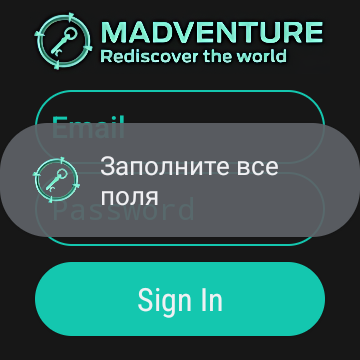 MADVENTURE
Rediscover the world
Email
Заполните все
поля
Password
Sign In